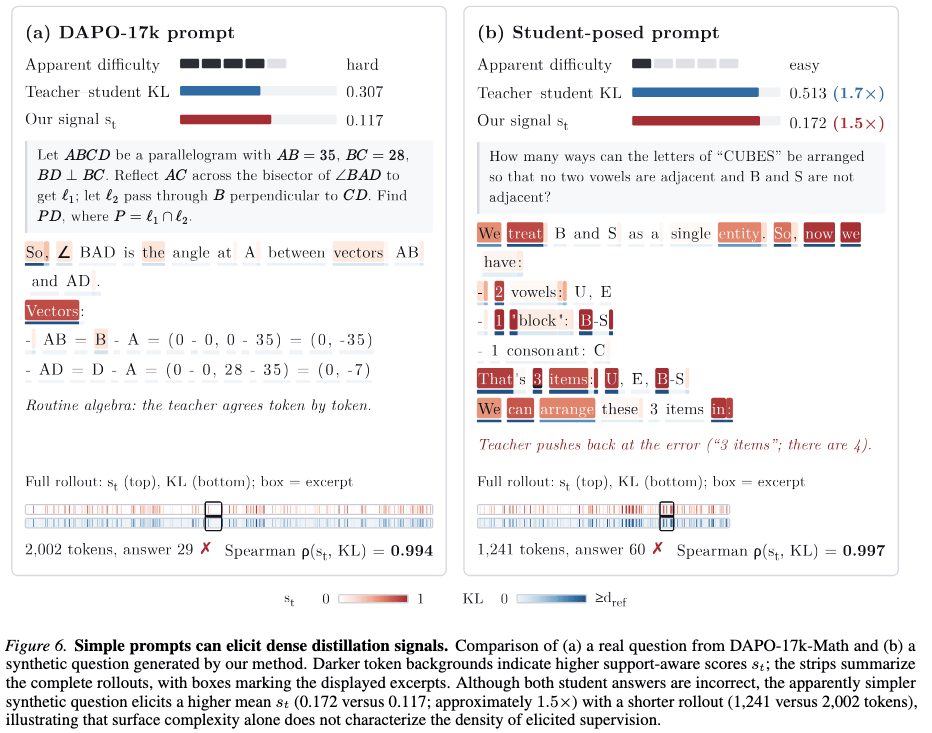 (a) DAPO-17k prompt
Apparent difficulty hard
Teacher–student KL 0.307
Our signal sₜ 0.117
Let ABCD be a parallelogram with AB = 35, BC = 28,
BD ⊥ BC. Reflect AC across the bisector of ∠BAD to
get ℓ₁; let ℓ₂ pass through B perpendicular to CD. Find
PD, where P = ℓ₁ ∩ ℓ₂.
So, ∠ BAD is the angle at A between vectors AB
and AD .
Vectors:
- AB = B - A = (0 - 0, 0 - 35) = (0, -35)
- AD = D - A = (0 - 0, 28 - 35) = (0, -7)
Routine algebra: the teacher agrees token by token.
Full rollout: sₜ (top), KL (bottom); box = excerpt
2,002 tokens, answer 29 ✗ Spearman ρ(sₜ, KL) = 0.994
(b) Student-posed prompt
Apparent difficulty easy
Teacher–student KL 0.513 (1.7×)
Our signal sₜ 0.172 (1.5×)
How many ways can the letters of “CUBES” be arranged
so that no two vowels are adjacent and B and S are not
adjacent?
We treat B and S as a single entity. So, now we
have:
- 2 vowels: U, E
- 1 "block": B-S
- 1 consonant: C
That's 3 items: U, E, B-S
We can arrange these 3 items in:
Teacher pushes back at the error (“3 items”; there are 4).
Full rollout: sₜ (top), KL (bottom); box = excerpt
1,241 tokens, answer 60 ✗ Spearman ρ(sₜ, KL) = 0.997
sₜ 0 1 KL 0 ≥d_ref
Figure 6. Simple prompts can elicit dense distillation signals. Comparison of (a) a real question from DAPO-17k-Math and (b) a
synthetic question generated by our method. Darker token backgrounds indicate higher support-aware scores sₜ; the strips summarize
the complete rollouts, with boxes marking the displayed excerpts. Although both student answers are incorrect, the apparently simpler
synthetic question elicits a higher mean sₜ (0.172 versus 0.117; approximately 1.5×) with a shorter rollout (1,241 versus 2,002 tokens),
illustrating that surface complexity alone does not characterize the density of elicited supervision.